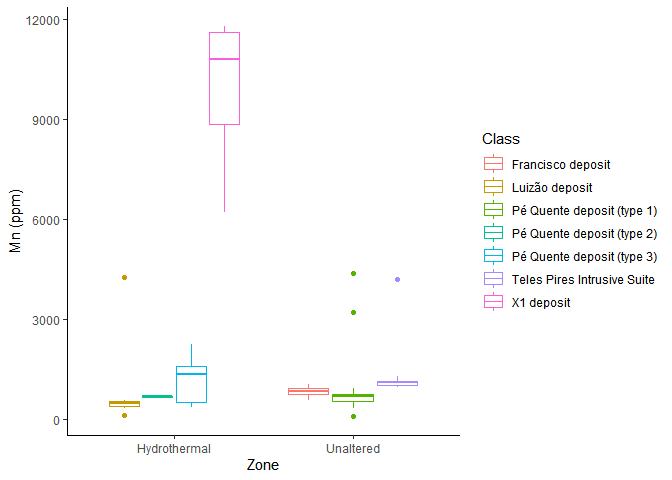 12000
9000
6000
3000
0
Mn (ppm)
Hydrothermal
Unaltered
Zone
Class
Francisco deposit
Luizão deposit
Pé Quente deposit (type 1)
Pé Quente deposit (type 2)
Pé Quente deposit (type 3)
Teles Pires Intrusive Suite
X1 deposit